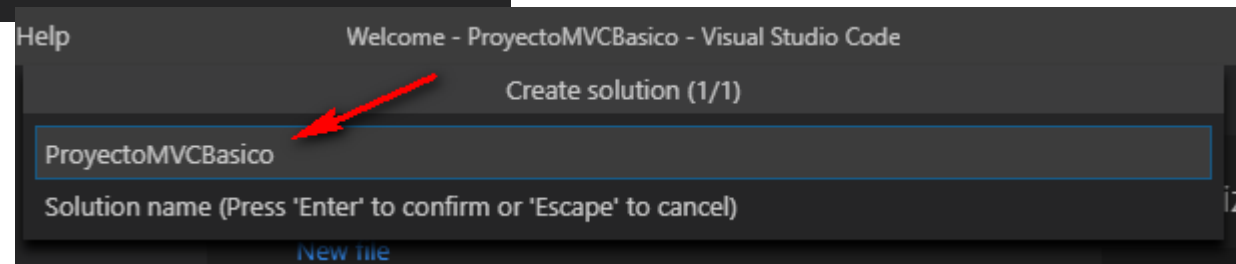 Help Welcome - ProyectoMVCBasico - Visual Studio Code
Create solution (1/1)
ProyectoMVCBasico
Solution name (Press 'Enter' to confirm or 'Escape' to cancel)
New file